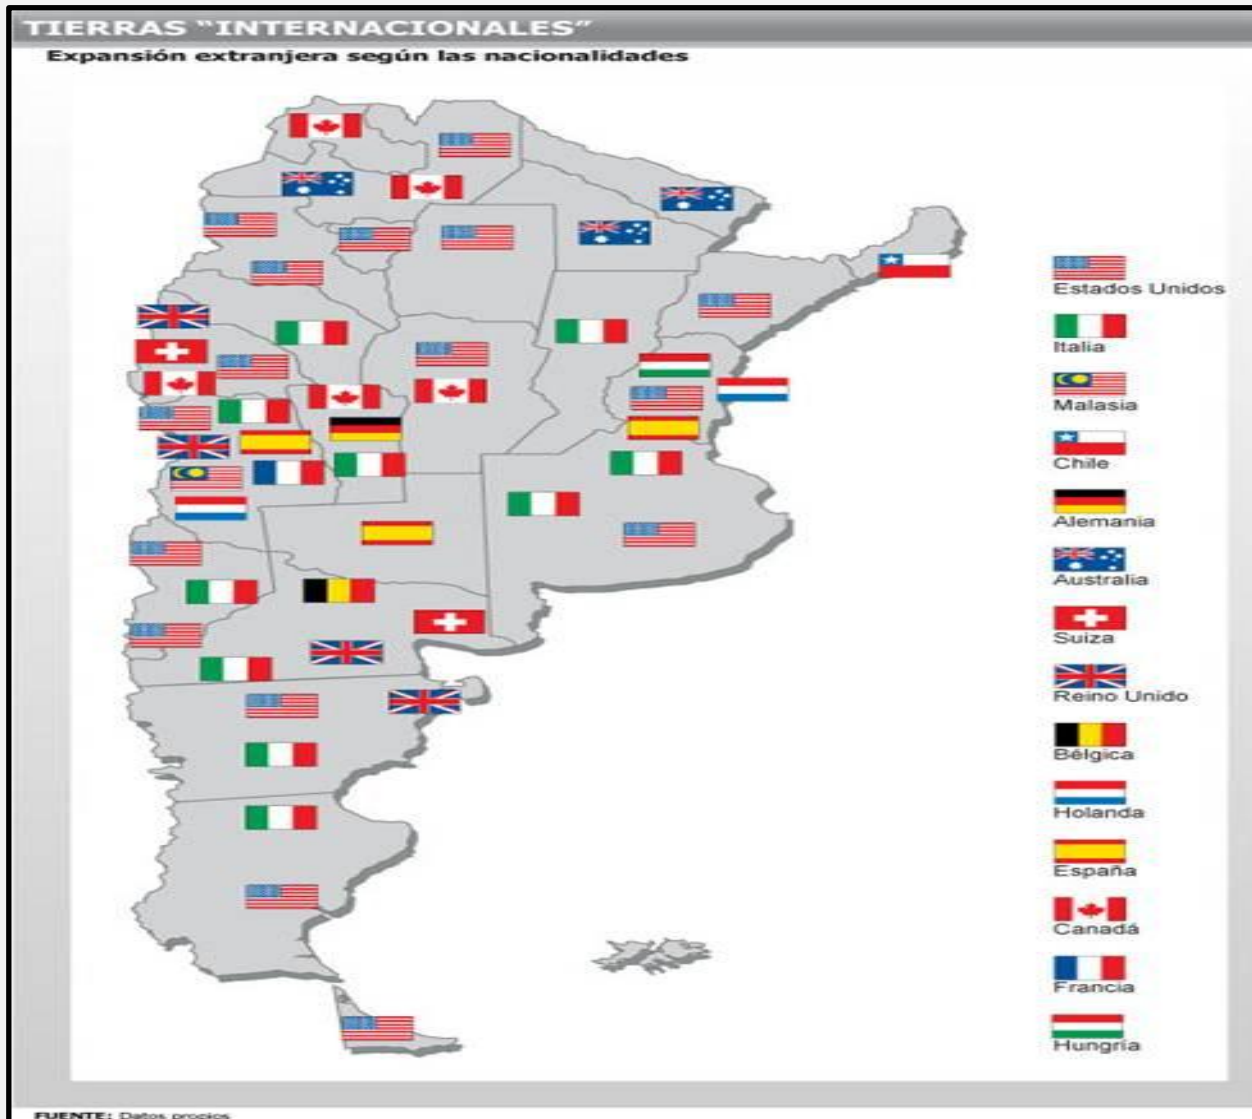 TIERRAS "INTERNACIONALES"
Expansión extranjera según las nacionalidades
Estados Unidos
Italia
Malasia
Chile
Alemania
Australia
Suiza
Reino Unido
Bélgica
Holanda
España
Canadá
Francia
Hungría
FUENTE: Datos propios